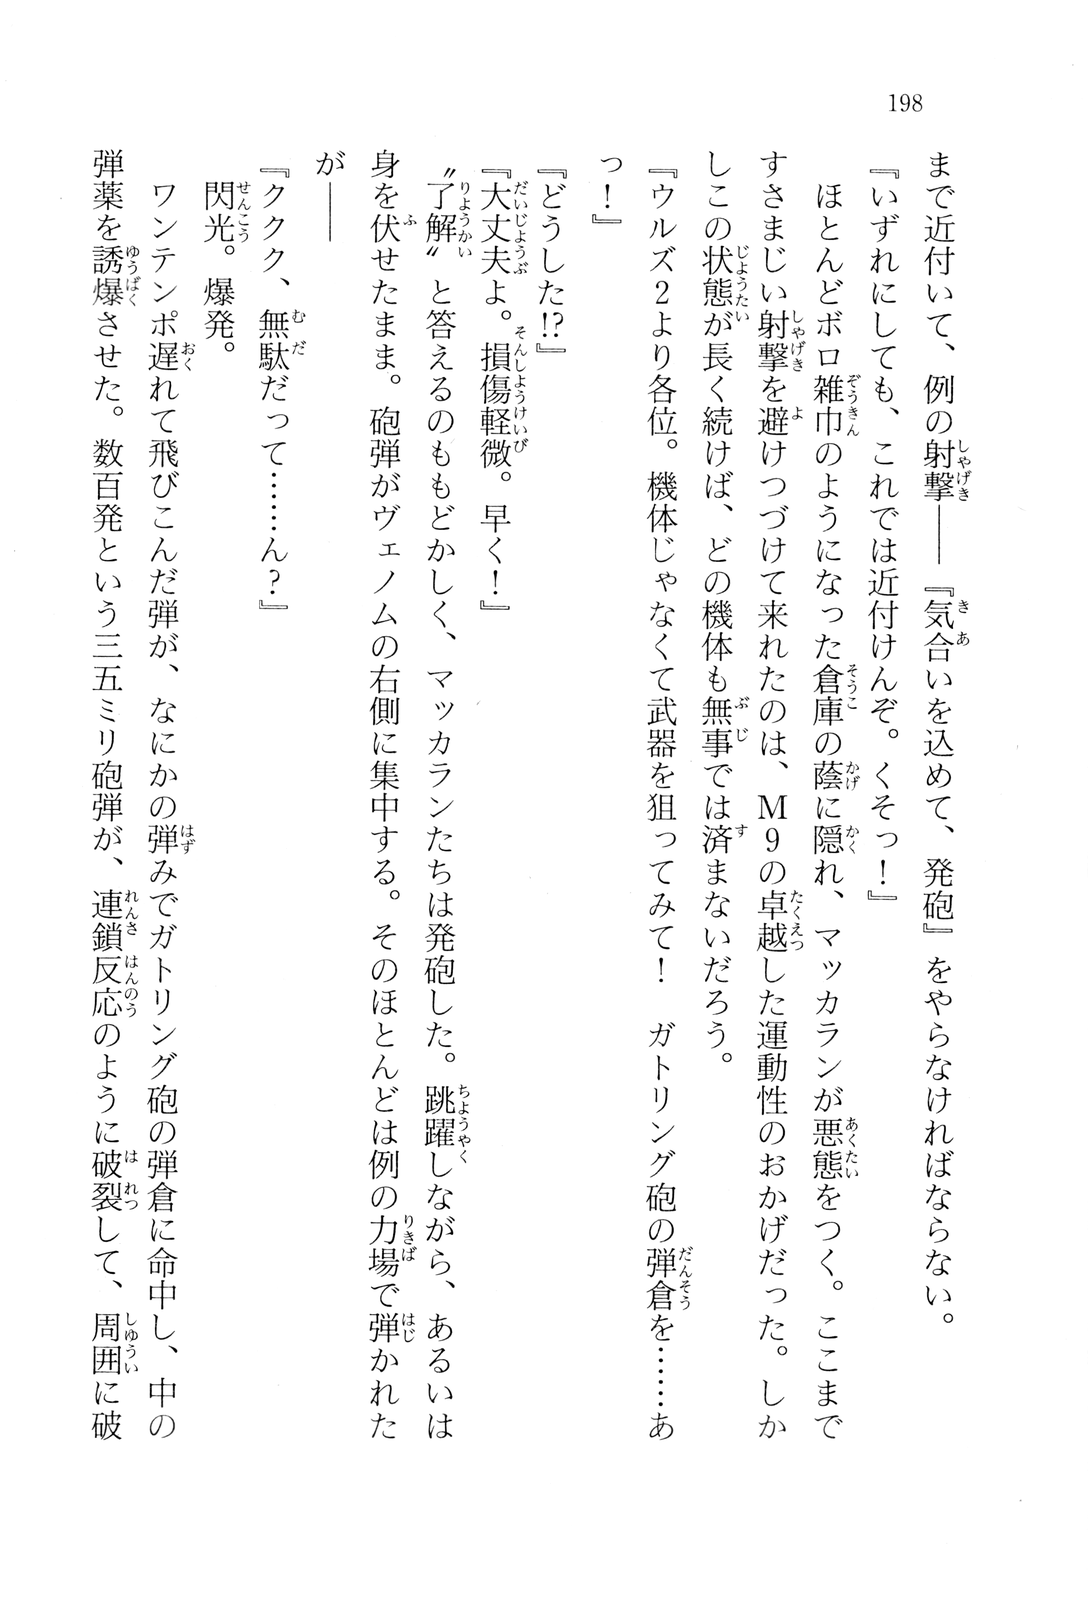 198
まで近付いて、例の射撃――『気合いを込めて、発砲』をやらなければならない。
『いずれにしても、これでは近付けんぞ。くそっ！』
　ほとんどボロ雑巾のようになった倉庫の蔭に隠れ、マッカランが悪態をつく。ここまで
すさまじい射撃を避けつづけて来れたのは、M9の卓越した運動性のおかげだった。しか
しこの状態が長く続けば、どの機体も無事では済まないだろう。
『ウルズ2より各位。機体じゃなくて武器を狙ってみて！　ガトリング砲の弾倉を……あ
っ！』
『どうした!?』
『大丈夫よ。損傷軽微。早く！』
〝了解〟と答えるのももどかしく、マッカランたちは発砲した。跳躍しながら、あるいは
身を伏せたまま。砲弾がヴェノムの右側に集中する。そのほとんどは例の力場で弾かれた
が――
『ククク、無駄だって……ん？』
　閃光。爆発。
　ワンテンポ遅れて飛びこんだ弾が、なにかの弾みでガトリング砲の弾倉に命中し、中の
弾薬を誘爆させた。数百発という三五ミリ砲弾が、連鎖反応のように破裂して、周囲に破